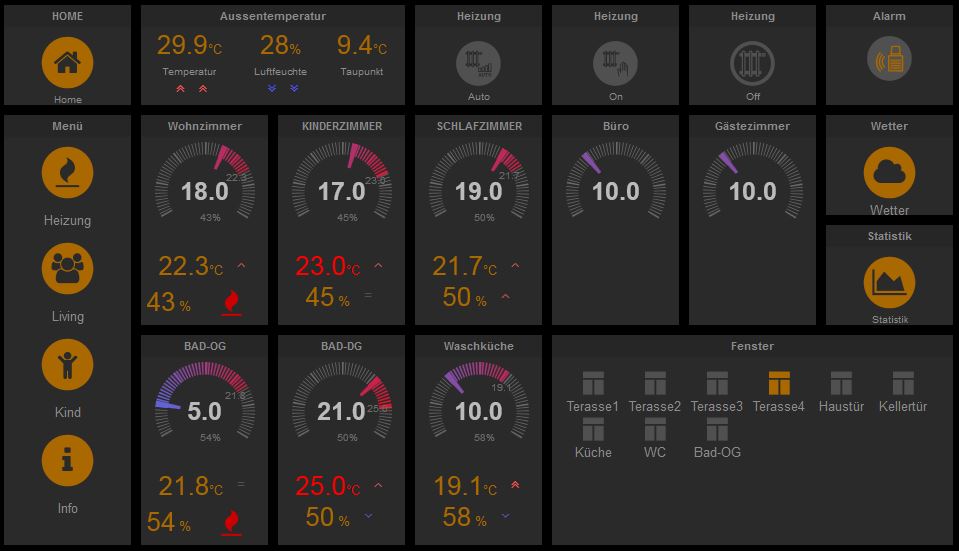 HOME
Home
Aussentemperatur
29.9°C 28% 9.4°C
Temperatur Luftfeuchte Taupunkt
Heizung
AUTO
Auto
Heizung
On
Heizung
Off
Alarm
Menü
Heizung
Living
Kind
Info
Wohnzimmer
22.3
18.0
43%
22.3°C
43 %
KINDERZIMMER
23.0
17.0
45%
23.0°C
45 % =
SCHLAFZIMMER
21.7
19.0
50%
21.7°C
50 %
Büro
10.0
Gästezimmer
10.0
Wetter
Wetter
Statistik
Statistik
BAD-OG
21.8
5.0
54%
21.8°C =
54 %
BAD-DG
25.0
21.0
50%
25.0°C
50 %
Waschküche
19.1
10.0
58%
19.1°C
58 %
Fenster
Terasse1 Terasse2 Terasse3 Terasse4 Haustür Kellertür
Küche WC Bad-OG